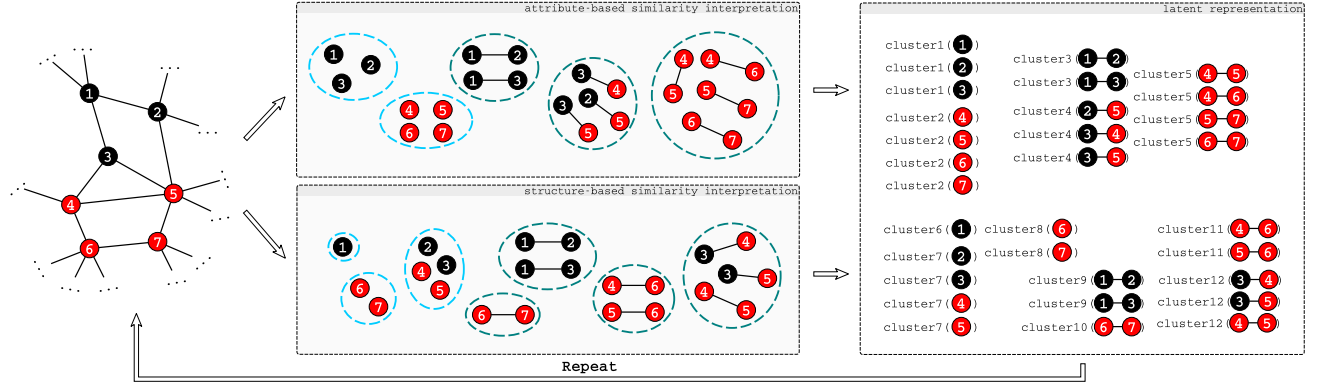 attribute-based similarity interpretation
latent representation
structure-based similarity interpretation
1
2
3
4
5
6
7
1 2 3
4 5
6 7
1 2
1 3
3 4
2 5
3 5
4 5
4 6
5 7
6 7
1
6 7
2 3 4 5
1 2
1 3
6 7
4 6
5 6
3 4
3 5
4 5
cluster1(1)
cluster1(2)
cluster1(3)
cluster2(4)
cluster2(5)
cluster2(6)
cluster2(7)
cluster3(1 2)
cluster3(1 3)
cluster4(2 5)
cluster4(3 4)
cluster4(3 5)
cluster5(4 5)
cluster5(4 6)
cluster5(5 7)
cluster5(6 7)
cluster6(1)
cluster7(2)
cluster7(3)
cluster7(4)
cluster7(5)
cluster8(6)
cluster8(7)
cluster9(1 2)
cluster9(1 3)
cluster10(6 7)
cluster11(4 6)
cluster11(5 6)
cluster12(3 4)
cluster12(3 5)
cluster12(4 5)
Repeat